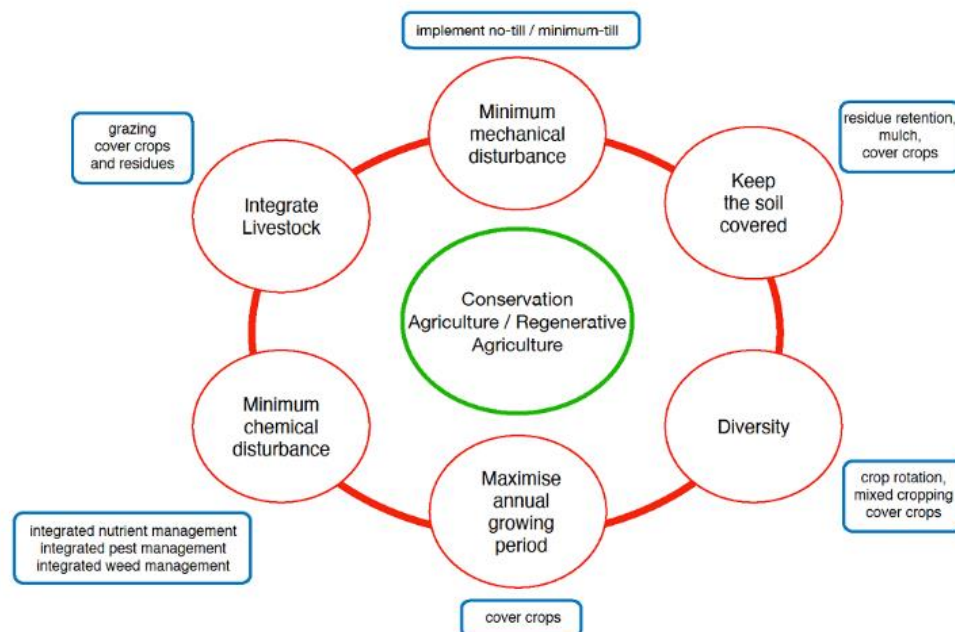 implement no-till / minimum-till
Minimum
mechanical
disturbance
grazing
cover crops
and residues
residue retention,
mulch,
cover crops
Integrate
Livestock
Keep
the soil
covered
Conservation
Agriculture / Regenerative
Agriculture
Minimum
chemical
disturbance
Diversity
Maximise
annual
growing
period
crop rotation,
mixed cropping
cover crops
integrated nutrient management
integrated pest management
integrated weed management
cover crops